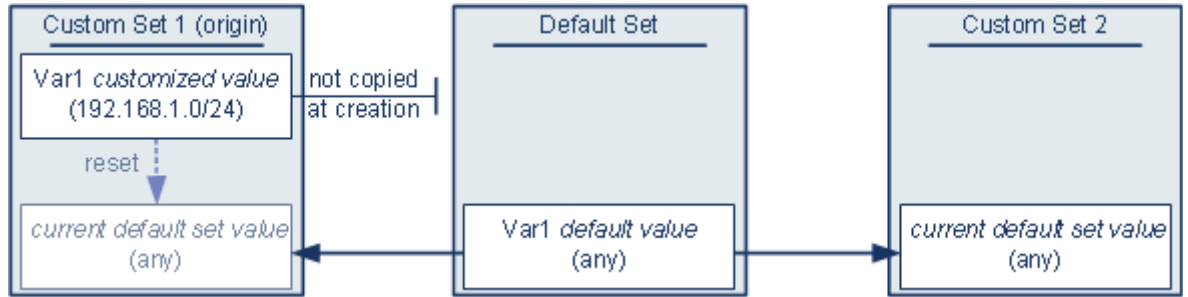 Custom Set 1 (origin)
Var1 customized value
(192.168.1.0/24)
not copied
at creation
reset
current default set value
(any)
Default Set
Var1 default value
(any)
Custom Set 2
current default set value
(any)